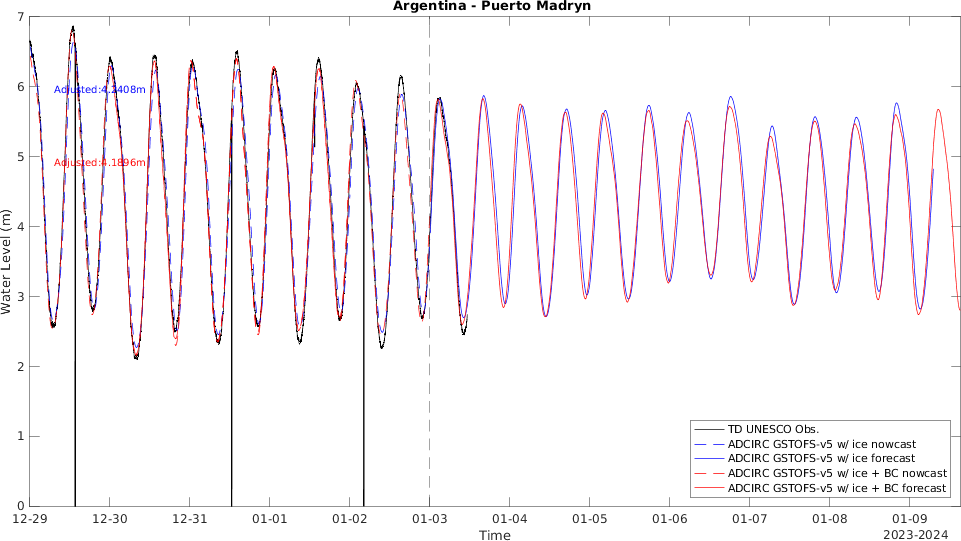 Argentina - Puerto Madryn
7
6
5
4
3
2
1
0
Water Level (m)
Adjusted:4.2408m
Adjusted:4.1896m
TD UNESCO Obs.
ADCIRC GSTOFS-v5 w/ ice nowcast
ADCIRC GSTOFS-v5 w/ ice forecast
ADCIRC GSTOFS-v5 w/ ice + BC nowcast
ADCIRC GSTOFS-v5 w/ ice + BC forecast
12-29 12-30 12-31 01-01 01-02 01-03 01-04 01-05 01-06 01-07 01-08 01-09
Time
2023-2024